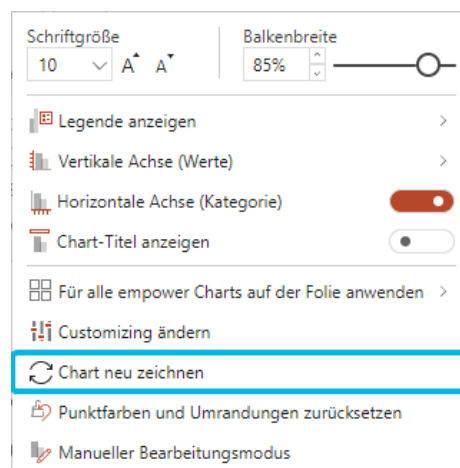 Schriftgröße Balkenbreite
10 A A 85%
Legende anzeigen
Vertikale Achse (Werte)
Horizontale Achse (Kategorie)
Chart-Titel anzeigen
Für alle empower Charts auf der Folie anwenden
Customizing ändern
Chart neu zeichnen
Punktfarben und Umrandungen zurücksetzen
Manueller Bearbeitungsmodus